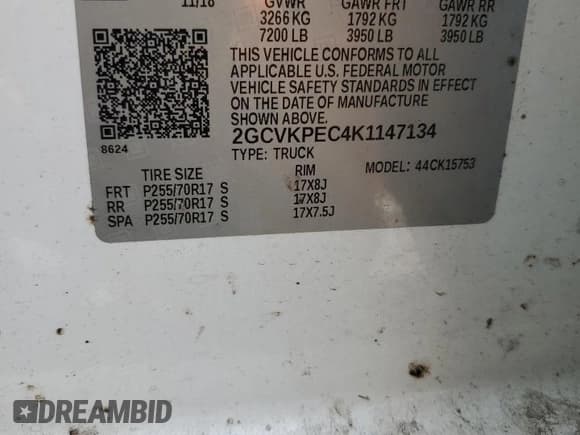 11/18 GVWR GAWR FRT GAWR RR
3266 KG 1792 KG 1792 KG
7200 LB 3950 LB 3950 LB
THIS VEHICLE CONFORMS TO ALL
APPLICABLE U.S. FEDERAL MOTOR
VEHICLE SAFETY STANDARDS IN EFFECT
ON THE DATE OF MANUFACTURE
SHOWN ABOVE.
8624
2GCVKPEC4K1147134
TYPE: TRUCK MODEL: 44CK15753
TIRE SIZE RIM
FRT P255/70R17 S 17X8J
RR P255/70R17 S 17X8J
SPA P255/70R17 S 17X7.5J
DREAMBID